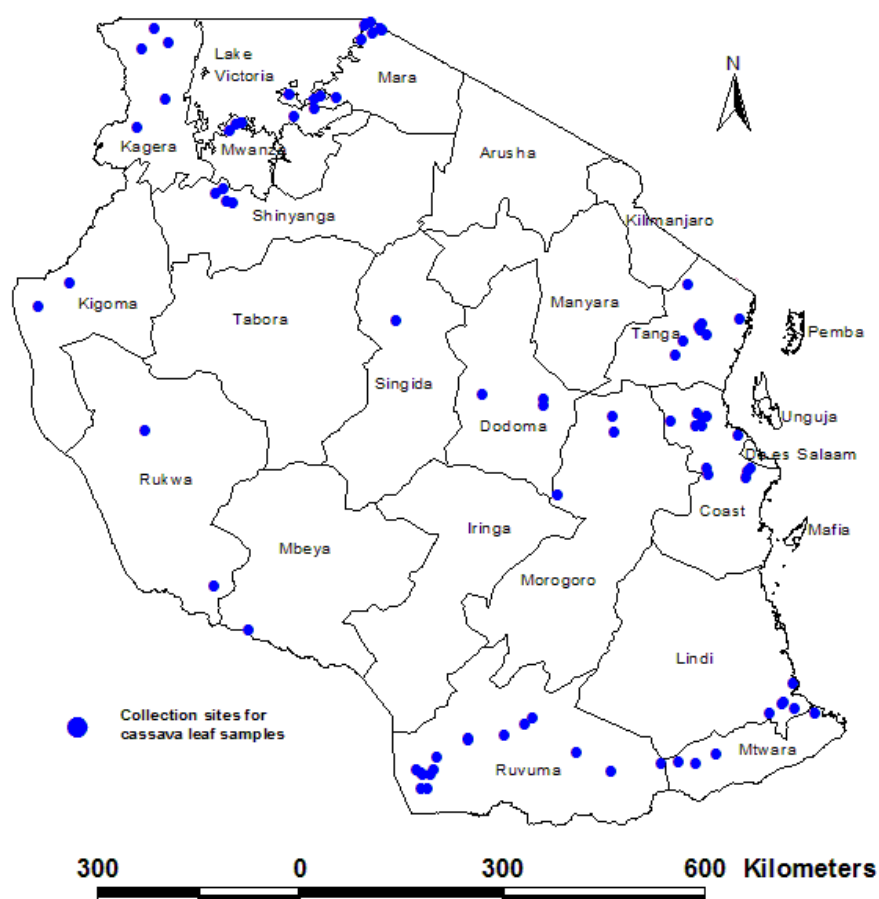 N
Lake
Victoria
Mara
Kagera
Mwanza
Arusha
Shinyanga
Kilimanjaro
Kigoma
Manyara
Tabora
Tanga
Pemba
Singida
Unguja
Dodoma
Da es Salaam
Rukwa
Coast
Iringa
Mafia
Mbeya
Morogoro
Lindi
Collection sites for
cassava leaf samples
Mtwara
Ruvuma
300 0 300 600 Kilometers